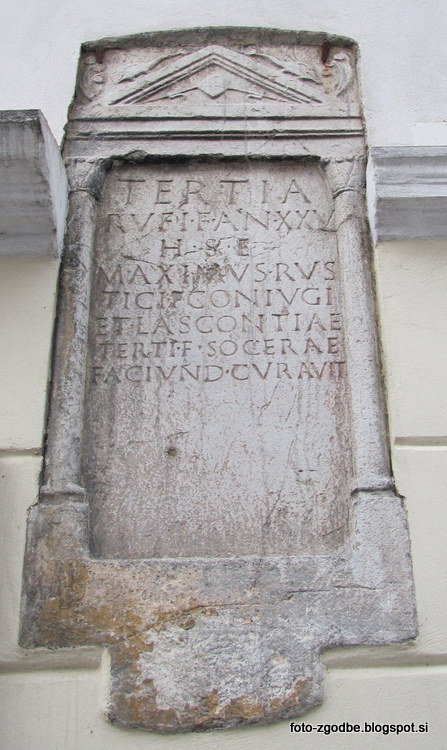 TERTIA
RVFI·F·AN·XXV
H·S·E
MAXIMVS·RVS
TICI·F·CONIVGI
ET·LASCONTIAE
TERTI·F·SOCERAE
FACIVND·CVRAVIT
foto-zgodbe.blogspot.si